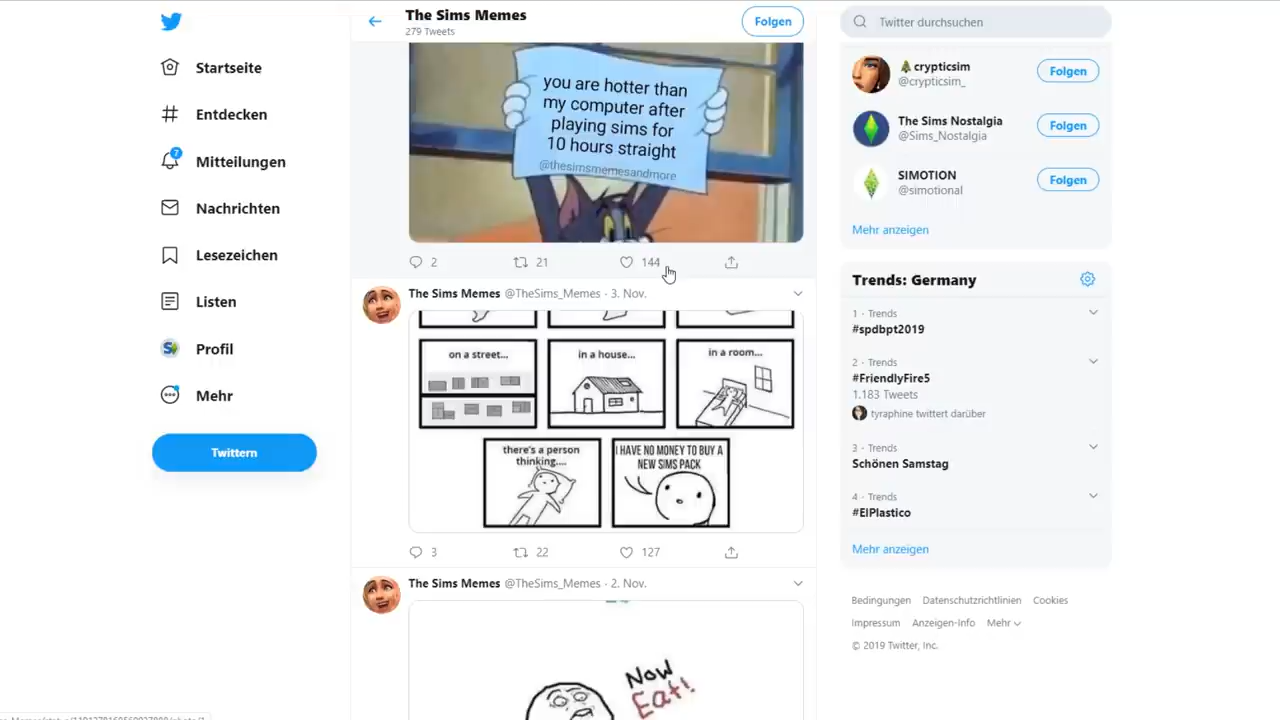 Startseite
Entdecken
7
Mitteilungen
Nachrichten
Lesezeichen
Listen
Profil
Mehr
Twittern
The Sims Memes
279 Tweets
Folgen
you are hotter than
my computer after
playing sims for
10 hours straight
@thesimsmemesandmore
2 21 144
The Sims Memes @TheSims_Memes · 3. Nov.
on a street...
in a house...
in a room...
there's a person
thinking....
I HAVE NO MONEY TO BUY A
NEW SIMS PACK
3 22 127
The Sims Memes @TheSims_Memes · 2. Nov.
Now
Eat!
Twitter durchsuchen
crypticsim
@crypticsim_
Folgen
The Sims Nostalgia
@Sims_Nostalgia
Folgen
SIMOTION
@simotional
Folgen
Mehr anzeigen
Trends: Germany
1 · Trends
#spdbpt2019
2 · Trends
#FriendlyFire5
1.183 Tweets
tyraphine twittert darüber
3 · Trends
Schönen Samstag
4 · Trends
#ElPlastico
Mehr anzeigen
Bedingungen Datenschutzrichtlinien Cookies
Impressum Anzeigen-Info Mehr
© 2019 Twitter, Inc.